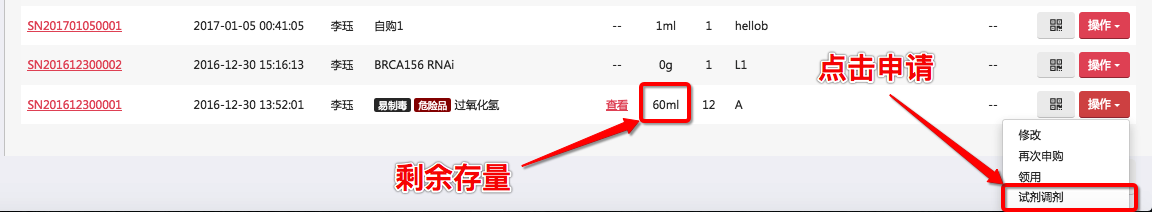 SN201701050001 2017-01-05 00:41:05 李珏 自购1 -- 1ml 1 hellob -- 操作
SN201612300002 2016-12-30 15:16:13 李珏 BRCA156 RNAi -- 0g 1 L1 -- 操作
点击申请
SN201612300001 2016-12-30 13:52:01 李珏 易制毒 危险品 过氧化氢 查看 60ml 12 A -- 操作
修改
再次申购
剩余存量
领用
试剂调剂